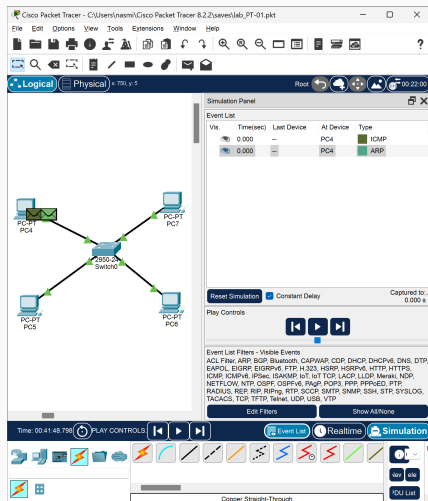 Cisco Packet Tracer - C:\Users\nasmi\Cisco Packet Tracer 8.2.2\saves\lab_PT-01.pkt
File Edit Options View Tools Extensions Window Help
Logical Physical x: 750, y: 5 Root 00:22:00
Simulation Panel
Event List
Vis. Time(sec) Last Device At Device Type
0.000 -- PC4 ICMP
0.000 -- PC4 ARP
PC-PT
PC4
PC-PT
PC7
2950-24
Switch0
PC-PT
PC5
PC-PT
PC6
Reset Simulation Constant Delay Captured to:
0.000 s
Play Controls
Event List Filters - Visible Events
ACL Filter, ARP, BGP, Bluetooth, CAPWAP, CDP, DHCP, DHCPv6, DNS, DTP,
EAPOL, EIGRP, EIGRPv6, FTP, H.323, HSRP, HSRPv6, HTTP, HTTPS,
ICMP, ICMPv6, IPSec, ISAKMP, IoT, IoT TCP, LACP, LLDP, Meraki, NDP,
NETFLOW, NTP, OSPF, OSPFv6, PAgP, POP3, PPP, PPPoED, PTP,
RADIUS, REP, RIP, RIPng, RTP, SCCP, SMTP, SNMP, SSH, STP, SYSLOG,
TACACS, TCP, TFTP, Telnet, UDP, USB, VTP
Edit Filters Show All/None
Time: 00:41:48.798 PLAY CONTROLS: Event List Realtime Simulation
PDU List
Copper Straight-Through